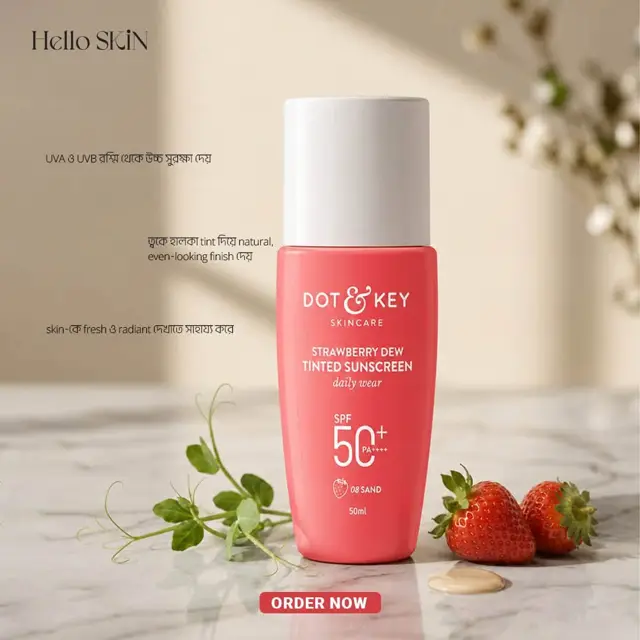 Hello SKiN
UVA ও UVB রশ্মি থেকে উচ্চ সুরক্ষা দেয়
ত্বকে হালকা tint দিয়ে natural,
even-looking finish দেয়
skin-কে fresh ও radiant দেখাতে সাহায্য করে
DOT & KEY
SKINCARE
STRAWBERRY DEW
TINTED SUNSCREEN
daily wear
SPF
50+
PA++++
08 SAND
50ml
ORDER NOW